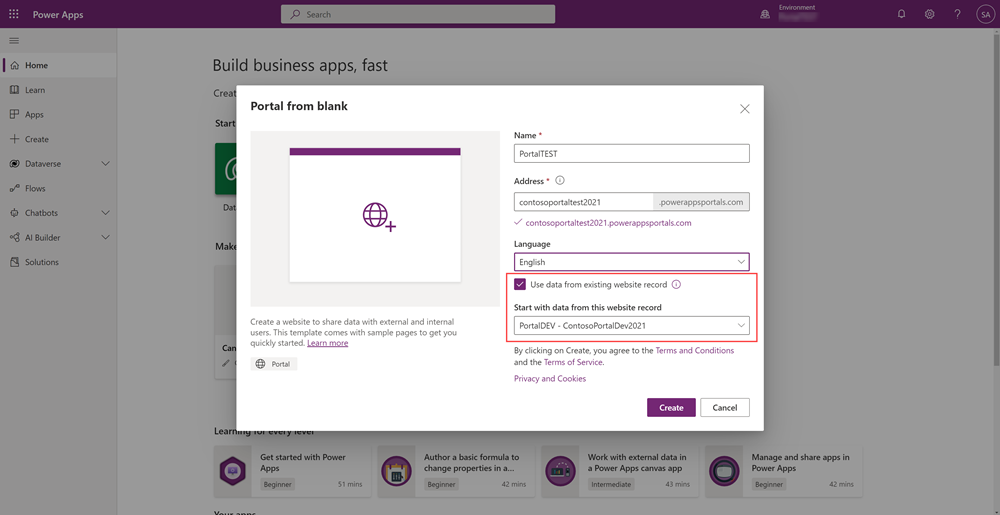 Power Apps
Search
Environment
SA
Home
Learn
Apps
Create
Dataverse
Flows
Chatbots
AI Builder
Solutions
Build business apps, fast
Creat
Start
Dat
Make
Can
Portal from blank
Create a website to share data with external and internal
users. This template comes with sample pages to get you
quickly started. Learn more
Portal
Name *
PortalTEST
Address *
contosoportaltest2021 .powerappsportals.com
contosoportaltest2021.powerappsportals.com
Language
English
Use data from existing website record
Start with data from this website record
PortalDEV - ContosoPortalDev2021
By clicking on Create, you agree to the Terms and Conditions
and the Terms of Service.
Privacy and Cookies
Create Cancel
Learning for every level
Get started with Power
Apps
Beginner 51 mins
Author a basic formula to
change properties in a...
Beginner 42 mins
Work with external data in
a Power Apps canvas app
Intermediate 43 mins
Manage and share apps in
Power Apps
Beginner 42 mins
Your apps